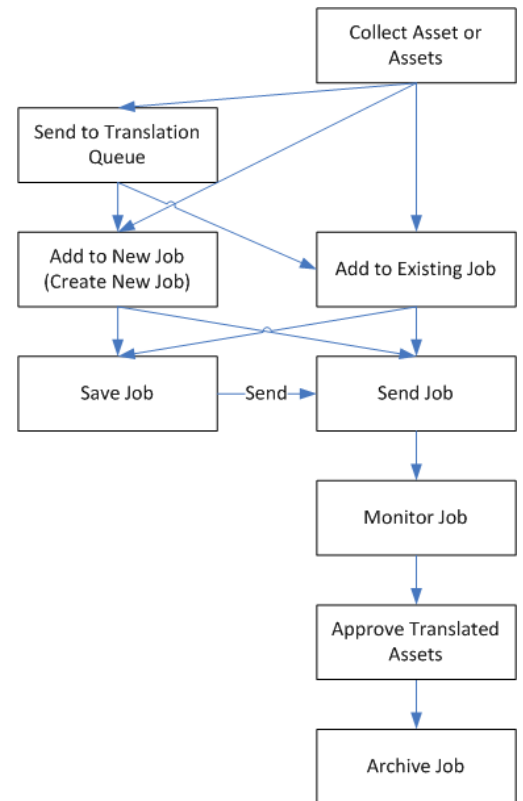 Collect Asset or
Assets
Send to Translation
Queue
Add to New Job
(Create New Job)
Add to Existing Job
Save Job
Send
Send Job
Monitor Job
Approve Translated
Assets
Archive Job